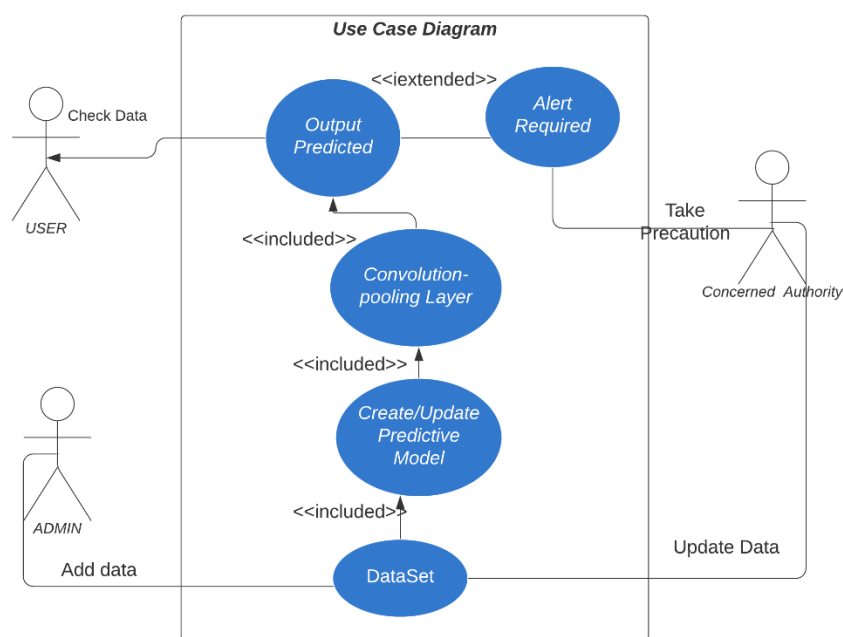 Use Case Diagram
<<iextended>>
Check Data
Output
Predicted
Alert
Required
USER
Take
Precaution
<<included>>
Convolution-
pooling Layer
Concerned Authority
<<included>>
Create/Update
Predictive
Model
<<included>>
ADMIN
Add data
DataSet
Update Data